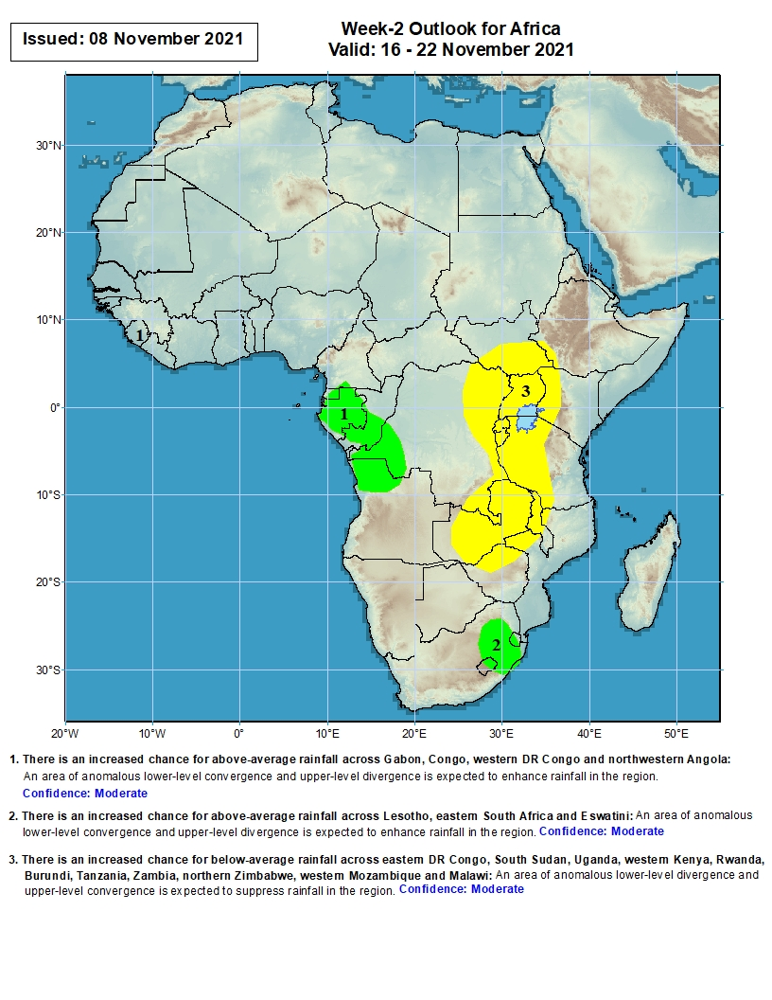 Issued: 08 November 2021
Week-2 Outlook for Africa
Valid: 16 - 22 November 2021
30°N
20°N
10°N
0°
10°S
20°S
30°S
1
1
3
2
20°W
10°W
0°
10°E
20°E
30°E
40°E
50°E
1. There is an increased chance for above-average rainfall across Gabon, Congo, western DR Congo and northwestern Angola:
An area of anomalous lower-level convergence and upper-level divergence is expected to enhance rainfall in the region.
Confidence: Moderate
2. There is an increased chance for above-average rainfall across Lesotho, eastern South Africa and Eswatini: An area of anomalous
lower-level convergence and upper-level divergence is expected to enhance rainfall in the region. Confidence: Moderate
3. There is an increased chance for below-average rainfall across eastern DR Congo, South Sudan, Uganda, western Kenya, Rwanda,
Burundi, Tanzania, Zambia, northern Zimbabwe, western Mozambique and Malawi: An area of anomalous lower-level divergence and
upper-level convergence is expected to suppress rainfall in the region. Confidence: Moderate